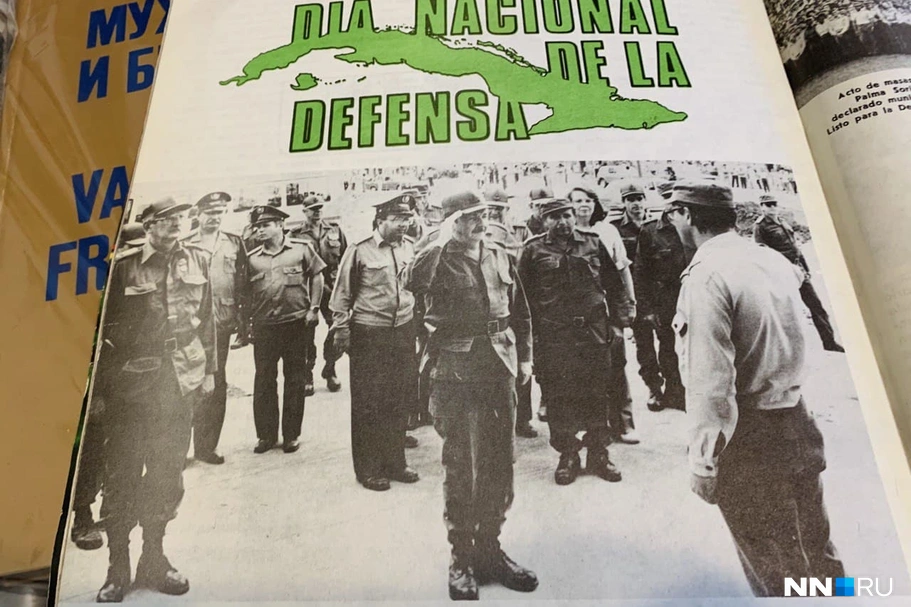 МУ
И Б
VA
FR
DIA NACIONAL
DE LA
DEFENSA
Acto de masas
Palma Sori
declarado muni
Listo para la De
NN RU